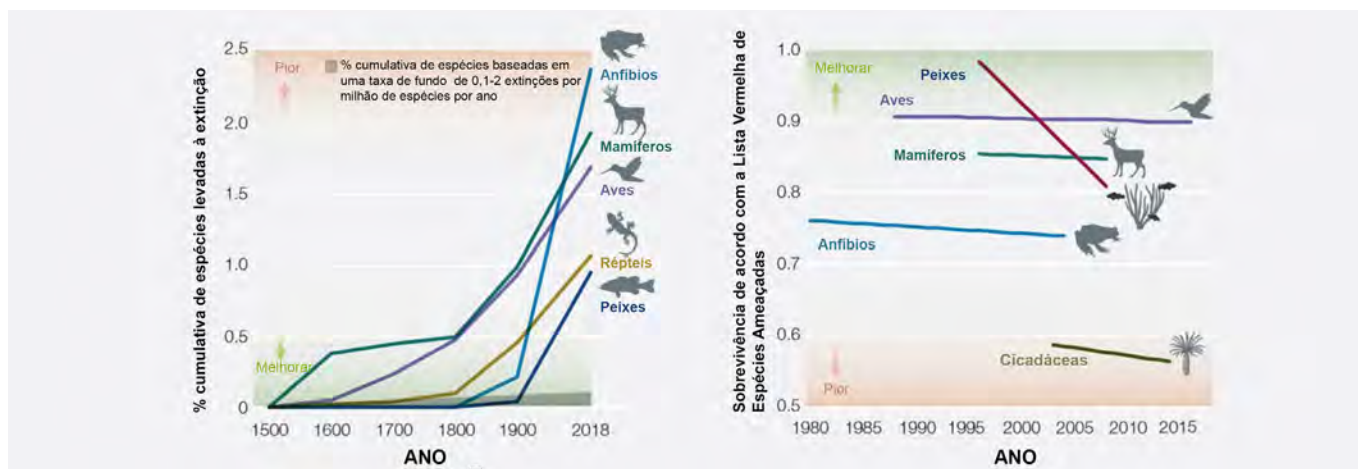 % cumulativa de espécies levadas à extinção
2.5
2.0
1.5
1.0
0.5
0
Pior
% cumulativa de espécies baseadas em
uma taxa de fundo de 0,1-2 extinções por
milhão de espécies por ano
Anfíbios
Mamíferos
Aves
Répteis
Peixes
Melhorar
1500 1600 1700 1800 1900 2018
ANO
Sobrevivência de acordo com a Lista Vermelha de
Espécies Ameaçadas
1.0
0.9
0.8
0.7
0.6
0.5
Melhorar
Peixes
Aves
Mamíferos
Anfíbios
Cicadáceas
Pior
1980 1985 1990 1995 2000 2005 2010 2015
ANO